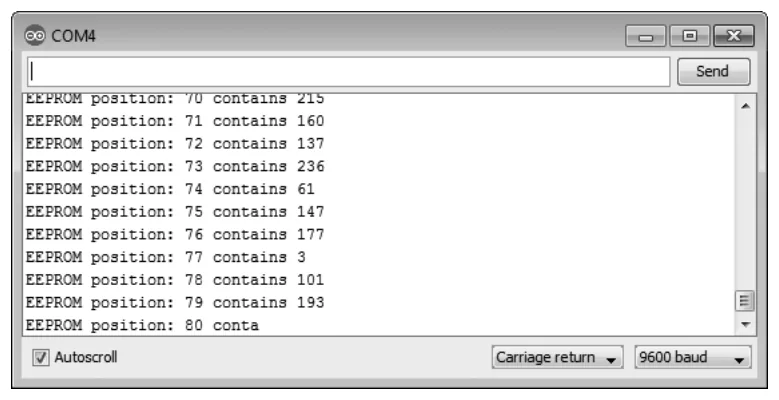 COM4
Send
EEPROM position: 70 contains 215
EEPROM position: 71 contains 160
EEPROM position: 72 contains 137
EEPROM position: 73 contains 236
EEPROM position: 74 contains 61
EEPROM position: 75 contains 147
EEPROM position: 76 contains 177
EEPROM position: 77 contains 3
EEPROM position: 78 contains 101
EEPROM position: 79 contains 193
EEPROM position: 80 conta
Autoscroll
Carriage return
9600 baud